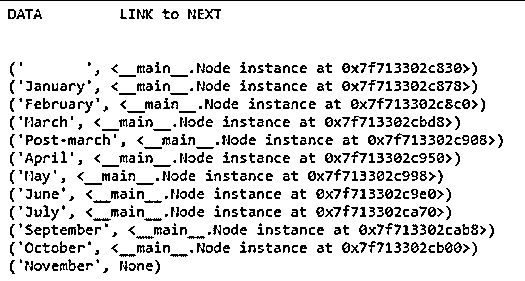 DATA LINK to NEXT
(' ', <__main__.Node instance at 0x7f713302c830>)
('January', <__main__.Node instance at 0x7f713302c878>)
('February', <__main__.Node instance at 0x7f713302c8c0>)
('March', <__main__.Node instance at 0x7f713302cbd8>)
('Post-march', <__main__.Node instance at 0x7f713302c908>)
('April', <__main__.Node instance at 0x7f713302c950>)
('May', <__main__.Node instance at 0x7f713302c998>)
('June', <__main__.Node instance at 0x7f713302c9e0>)
('July', <__main__.Node instance at 0x7f713302ca70>)
('September', <__main__.Node instance at 0x7f713302cab8>)
('October', <__main__.Node instance at 0x7f713302cb00>)
('November', None)